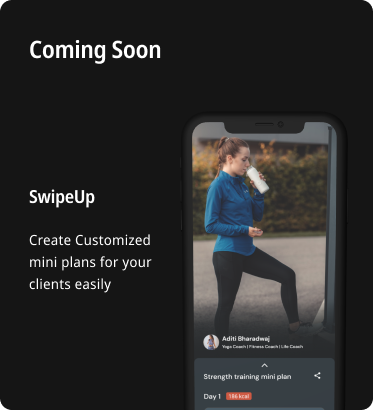 Coming Soon
SwipeUp
Create Customized
mini plans for your
clients easily
Aditi Bharadwaj
Yoga Coach | Fitness Coach | Life Coach
Strength training mini plan
Day 1 186 kcal